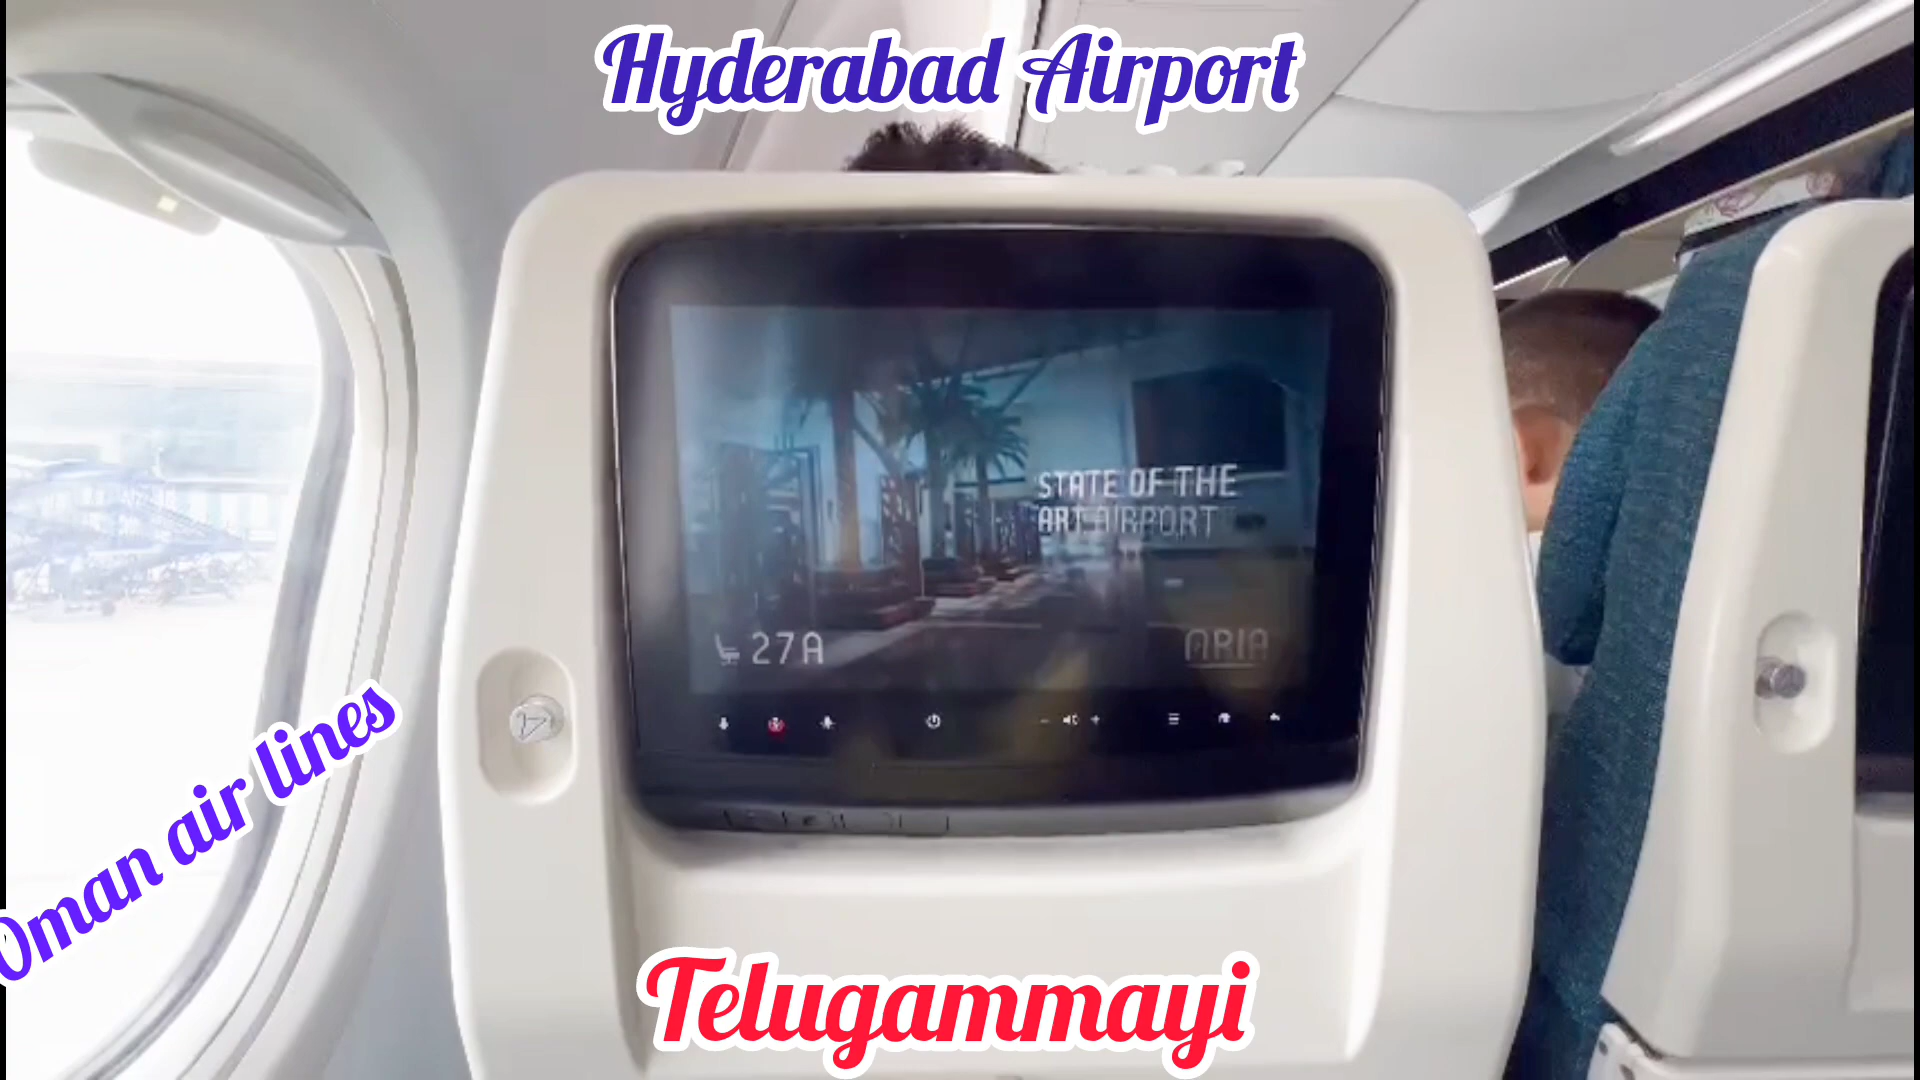 Hyderabad Airport
STATE OF THE
ART AIRPORT
27A
ARIA
Oman air lines
Telugammayi